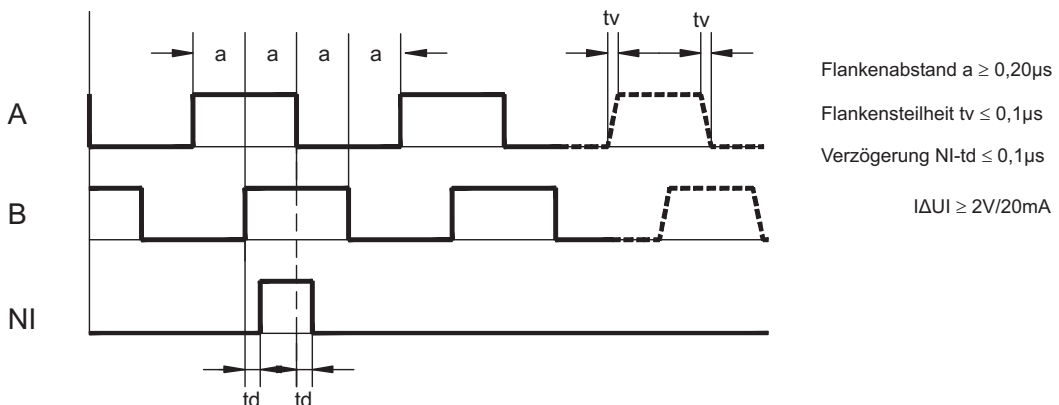 tv tv
a a a a
Flankenabstand a ≥ 0,20µs
A
Flankensteilheit tv ≤ 0,1µs
Verzögerung NI-td ≤ 0,1µs
B
IΔUI ≥ 2V/20mA
NI
td td